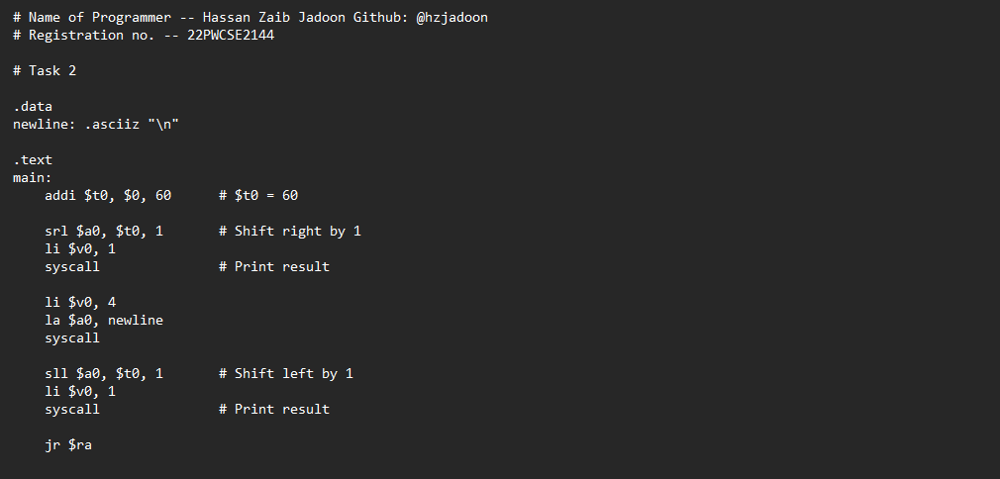 # Name of Programmer -- Hassan Zaib Jadoon Github: @hzjadoon
# Registration no. -- 22PWCSE2144

# Task 2

.data
newline: .asciiz "\n"

.text
main:
    addi $t0, $0, 60      # $t0 = 60

    srl $a0, $t0, 1       # Shift right by 1
    li $v0, 1
    syscall               # Print result

    li $v0, 4
    la $a0, newline
    syscall

    sll $a0, $t0, 1       # Shift left by 1
    li $v0, 1
    syscall               # Print result

    jr $ra